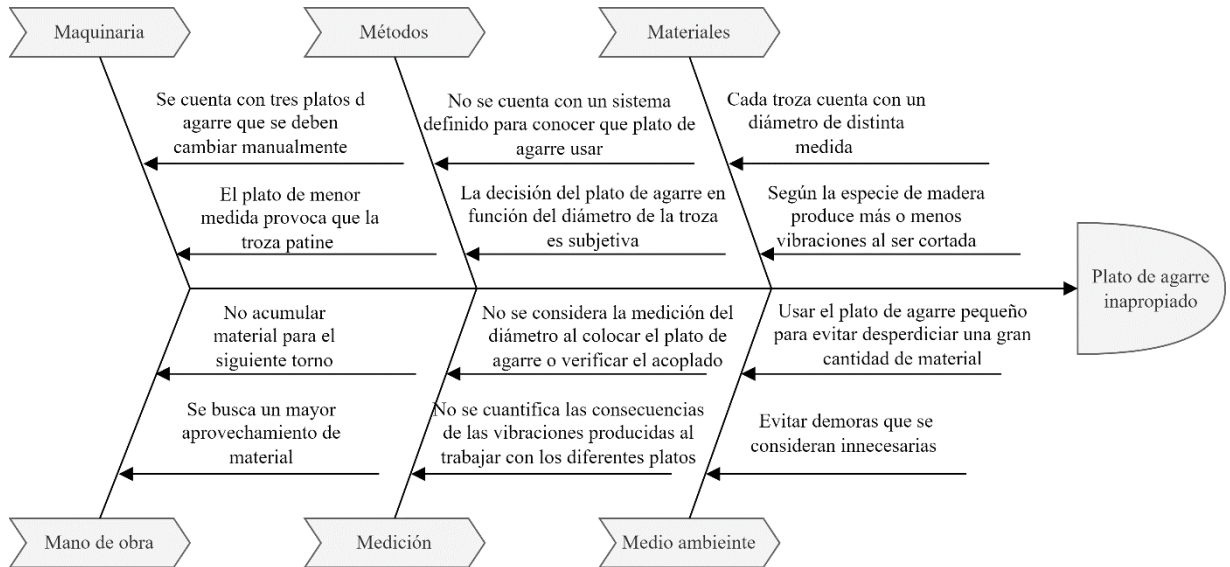 Maquinaria
Métodos
Materiales
Se cuenta con tres platos d
agarre que se deben
cambiar manualmente
No se cuenta con un sistema
definido para conocer que plato de
agarre usar
Cada troza cuenta con un
diámetro de distinta
medida
El plato de menor
medida provoca que la
troza patine
La decisión del plato de agarre en
función del diámetro de la troza
es subjetiva
Según la especie de madera
produce más o menos
vibraciones al ser cortada
Plato de agarre
inapropiado
No acumular
material para el
siguiente torno
No se considera la medición del
diámetro al colocar el plato de
agarre o verificar el acoplado
Usar el plato de agarre pequeño
para evitar desperdiciar una gran
cantidad de material
Se busca un mayor
aprovechamiento de
material
No se cuantifica las consecuencias
de las vibraciones producidas al
trabajar con los diferentes platos
Evitar demoras que se
consideran innecesarias
Mano de obra
Medición
Medio ambieinte